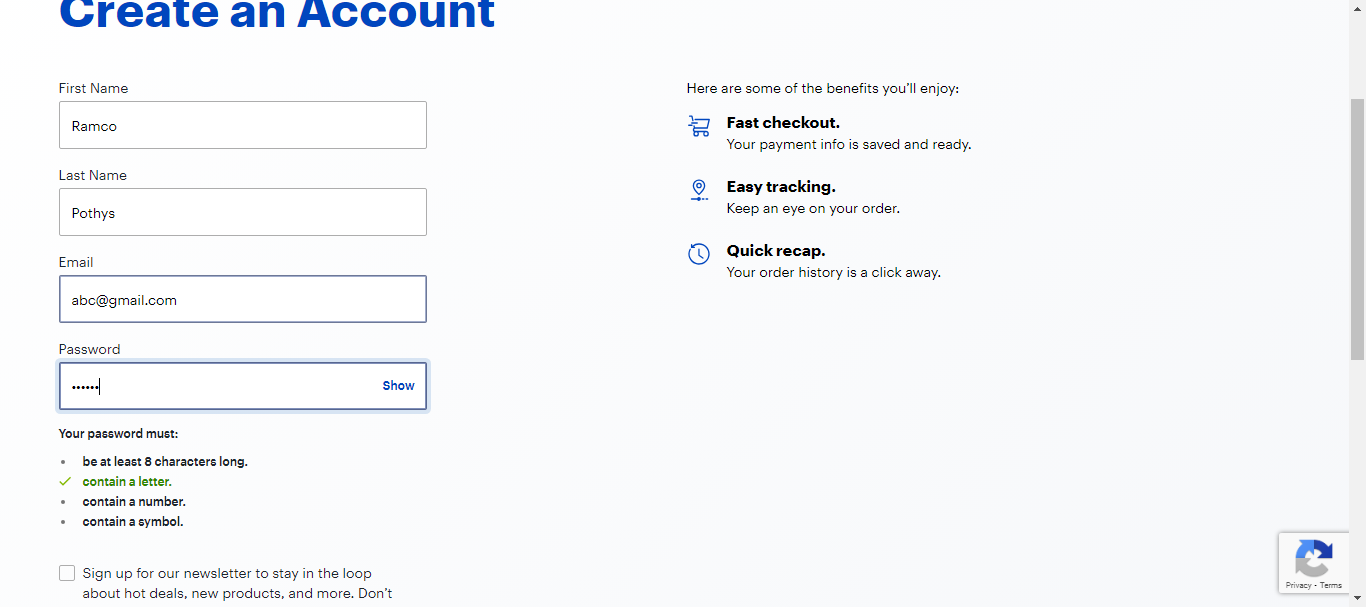 Create an Account
First Name
Ramco
Last Name
Pothys
Email
abc@gmail.com
Password
••••••
Show
Your password must:
be at least 8 characters long.
contain a letter.
contain a number.
contain a symbol.
Sign up for our newsletter to stay in the loop
about hot deals, new products, and more. Don't
Here are some of the benefits you'll enjoy:
Fast checkout.
Your payment info is saved and ready.
Easy tracking.
Keep an eye on your order.
Quick recap.
Your order history is a click away.
Privacy - Terms